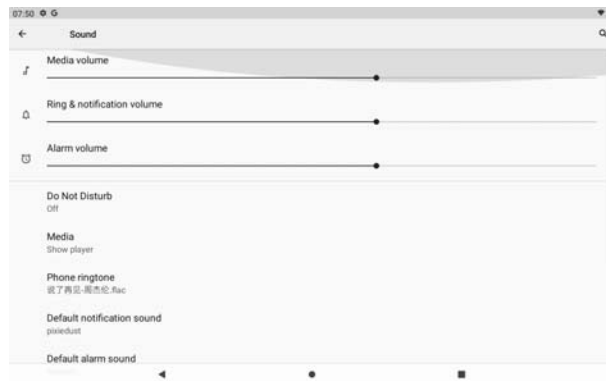 07:50 G
Sound
Media volume
Ring & notification volume
Alarm volume
Do Not Disturb
Off
Media
Show player
Phone ringtone
说了再见-周杰伦.flac
Default notification sound
pixiedust
Default alarm sound